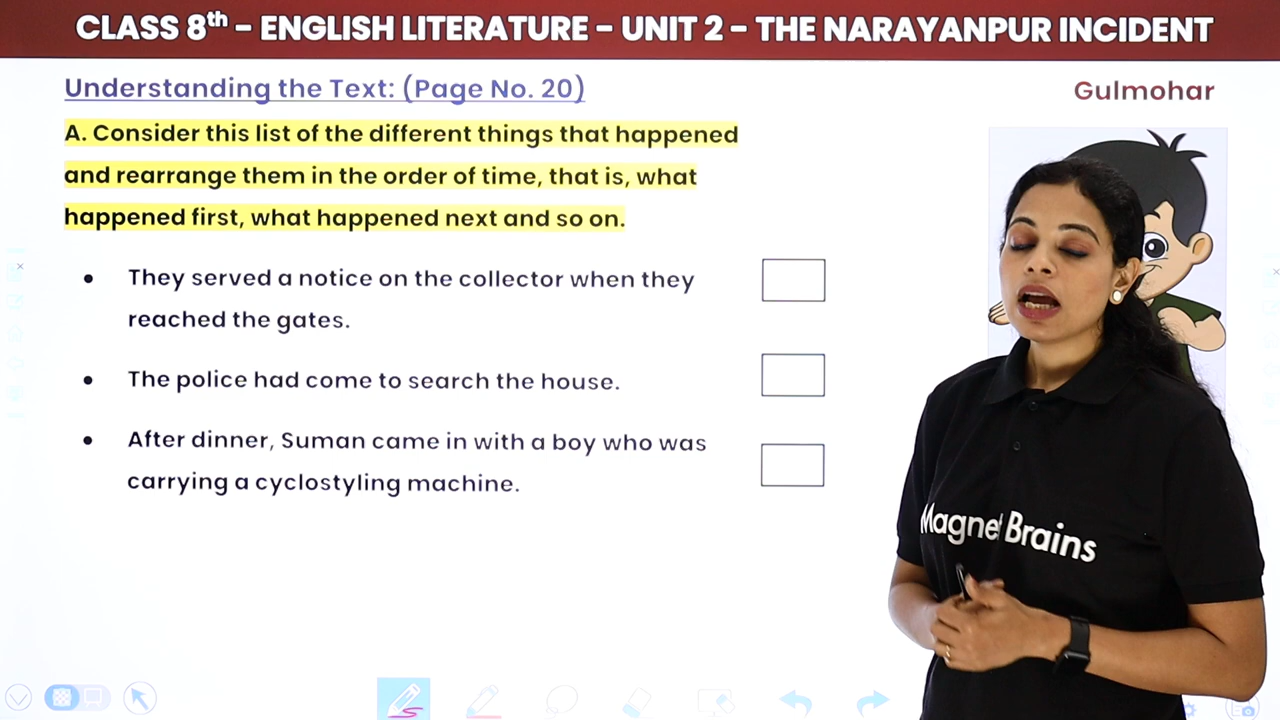 CLASS 8th – ENGLISH LITERATURE – UNIT 2 – THE NARAYANPUR INCIDENT
Understanding the Text: (Page No. 20)
Gulmohar
A. Consider this list of the different things that happened
and rearrange them in the order of time, that is, what
happened first, what happened next and so on.
• They served a notice on the collector when they
reached the gates.
• The police had come to search the house.
• After dinner, Suman came in with a boy who was
carrying a cyclostyling machine.
Magnet Brains